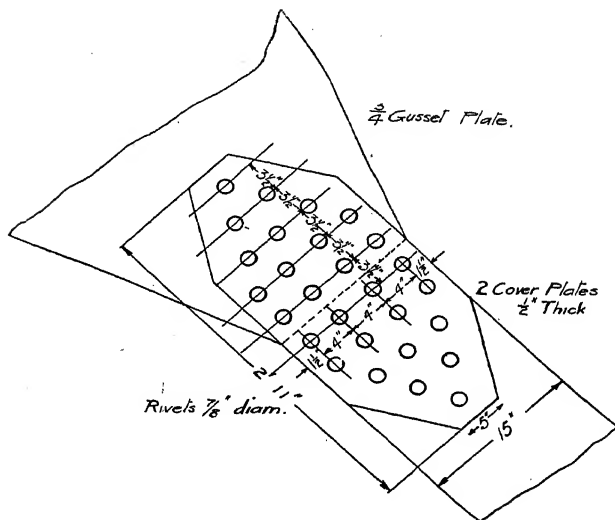 3/4 Gusset Plate.
3½" 3½" 3½" 3½" 3½"
1½"
4"
4"
4"
1½"
2 Cover Plates
½" Thick
2' 11"
Rivets 7/8" diam.
5"
15"